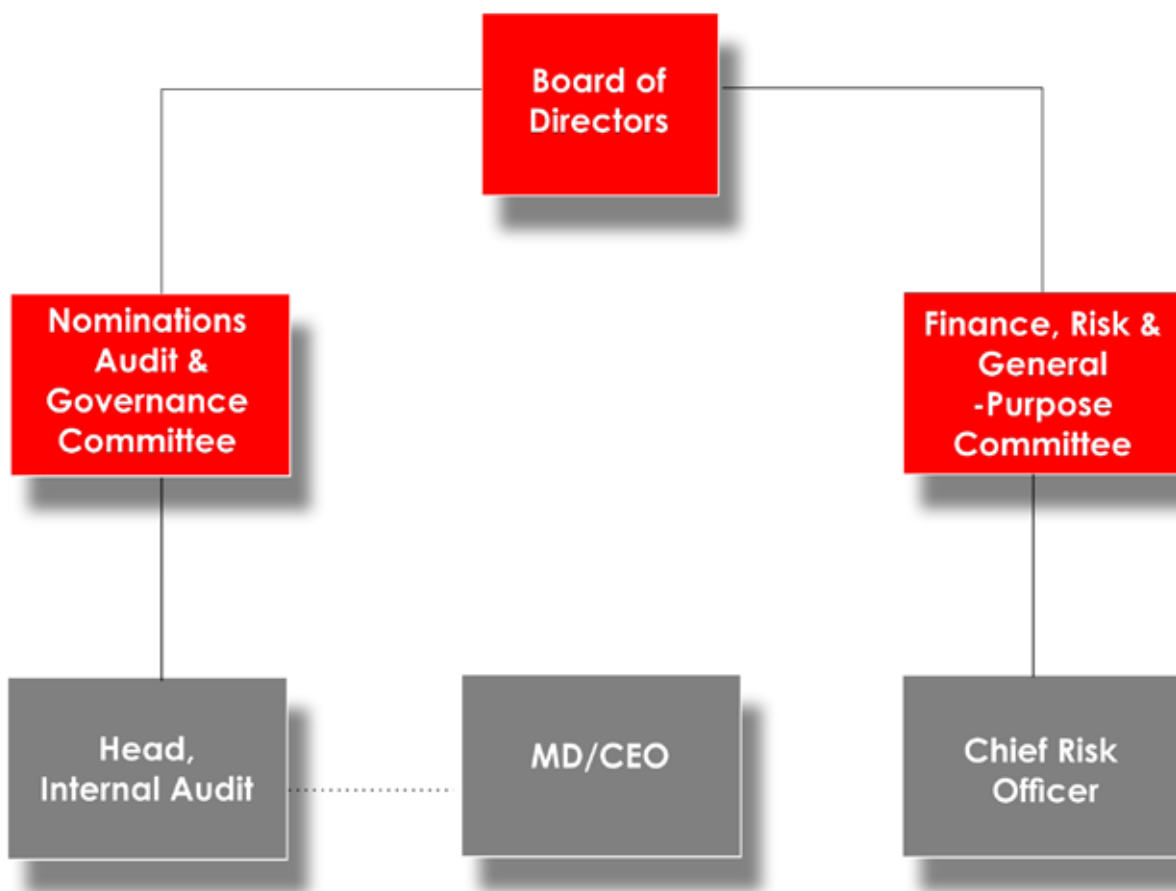 Board of
Directors
Nominations
Audit &
Governance
Committee
Finance, Risk &
General
-Purpose
Committee
Head,
Internal Audit
MD/CEO
Chief Risk
Officer